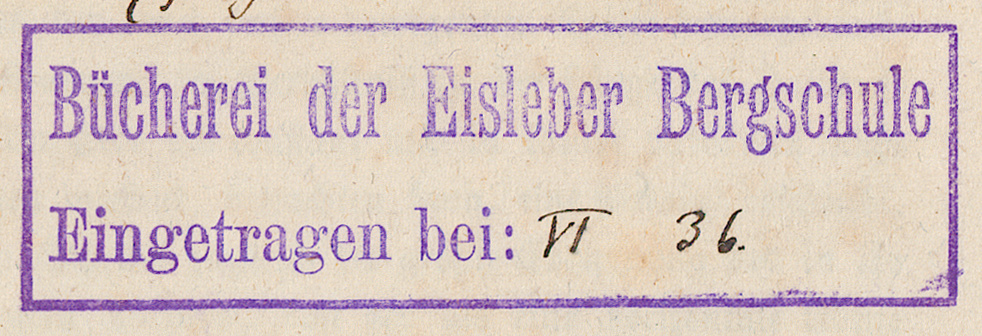 Bücherei der Eisleber Bergschule
Eingetragen bei: VI 36.